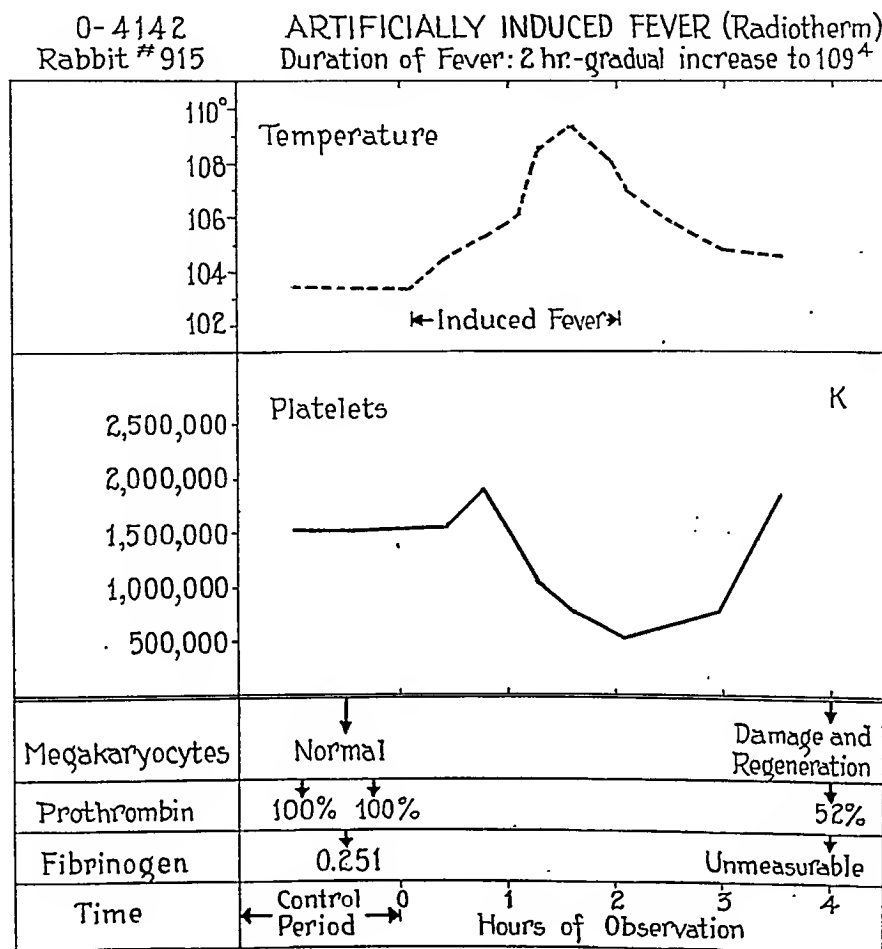 O-4142
Rabbit #915
ARTIFICIALLY INDUCED FEVER (Radiotherm)
Duration of Fever: 2 hr.-gradual increase to 109⁴
110°
108
106
104
102
Temperature
Induced Fever
Platelets
K
2,500,000
2,000,000
1,500,000
1,000,000
500,000
Megakaryocytes
Normal
Damage and
Regeneration
Prothrombin
100% 100%
52%
Fibrinogen
0.251
Unmeasurable
Time
Control
Period
0 1 2 3 4
Hours of Observation